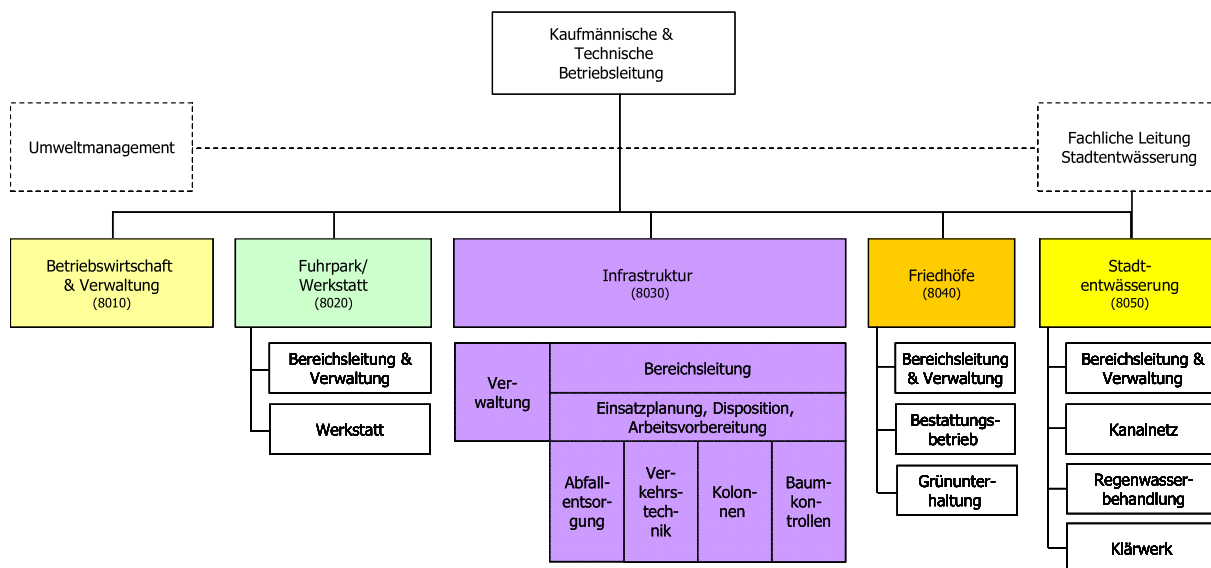 Kaufmännische &
Technische
Betriebsleitung
Umweltmanagement
Fachliche Leitung
Stadtentwässerung
Betriebswirtschaft
& Verwaltung
(8010)
Fuhrpark/
Werkstatt
(8020)
Infrastruktur
(8030)
Friedhöfe
(8040)
Stadt-
entwässerung
(8050)
Bereichsleitung &
Verwaltung
Werkstatt
Ver-
waltung
Bereichsleitung
Einsatzplanung, Disposition,
Arbeitsvorbereitung
Abfall-
entsor-
gung
Ver-
kehrs-
tech-
nik
Kolon-
nen
Baum-
kon-
trollen
Bereichsleitung
& Verwaltung
Bestattungs-
betrieb
Grünunter-
haltung
Bereichsleitung &
Verwaltung
Kanalnetz
Regenwasser-
behandlung
Klärwerk